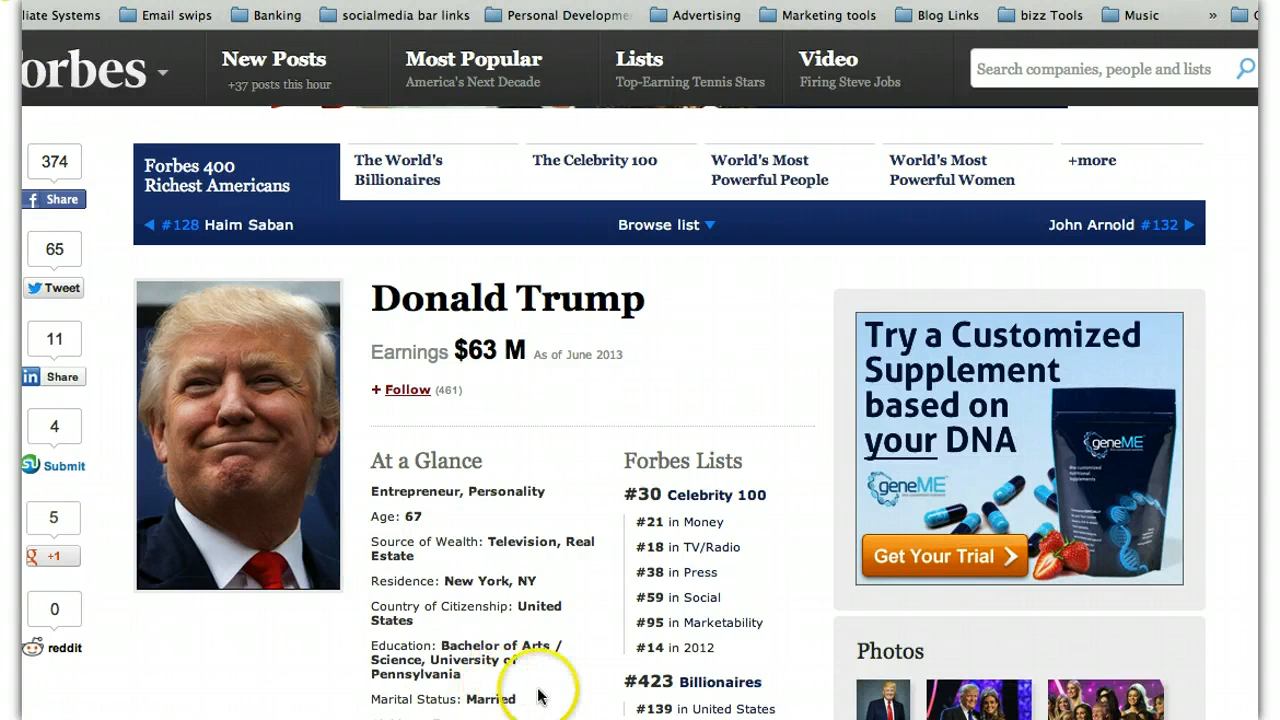 liate Systems Email swips Banking socialmedia bar links Personal Developme Advertising Marketing tools Blog Links bizz Tools Music »
orbes New Posts Most Popular Lists Video Search companies, people and lists
+37 posts this hour America's Next Decade Top-Earning Tennis Stars Firing Steve Jobs
374
Share
65
Tweet
11
in Share
4
Submit
5
+1
0
reddit
Forbes 400
Richest Americans
The World's
Billionaires
The Celebrity 100
World's Most
Powerful People
World's Most
Powerful Women
+more
#128 Haim Saban Browse list John Arnold #132
Donald Trump
Earnings $63 M As of June 2013
+ Follow (461)
At a Glance
Entrepreneur, Personality
Age: 67
Source of Wealth: Television, Real
Estate
Residence: New York, NY
Country of Citizenship: United
States
Education: Bachelor of Arts /
Science, University of
Pennsylvania
Marital Status: Married
Forbes Lists
#30 Celebrity 100
#21 in Money
#18 in TV/Radio
#38 in Press
#59 in Social
#95 in Marketability
#14 in 2012
#423 Billionaires
#139 in United States
Try a Customized
Supplement
based on
your DNA
geneME
geneME
Get Your Trial
Photos